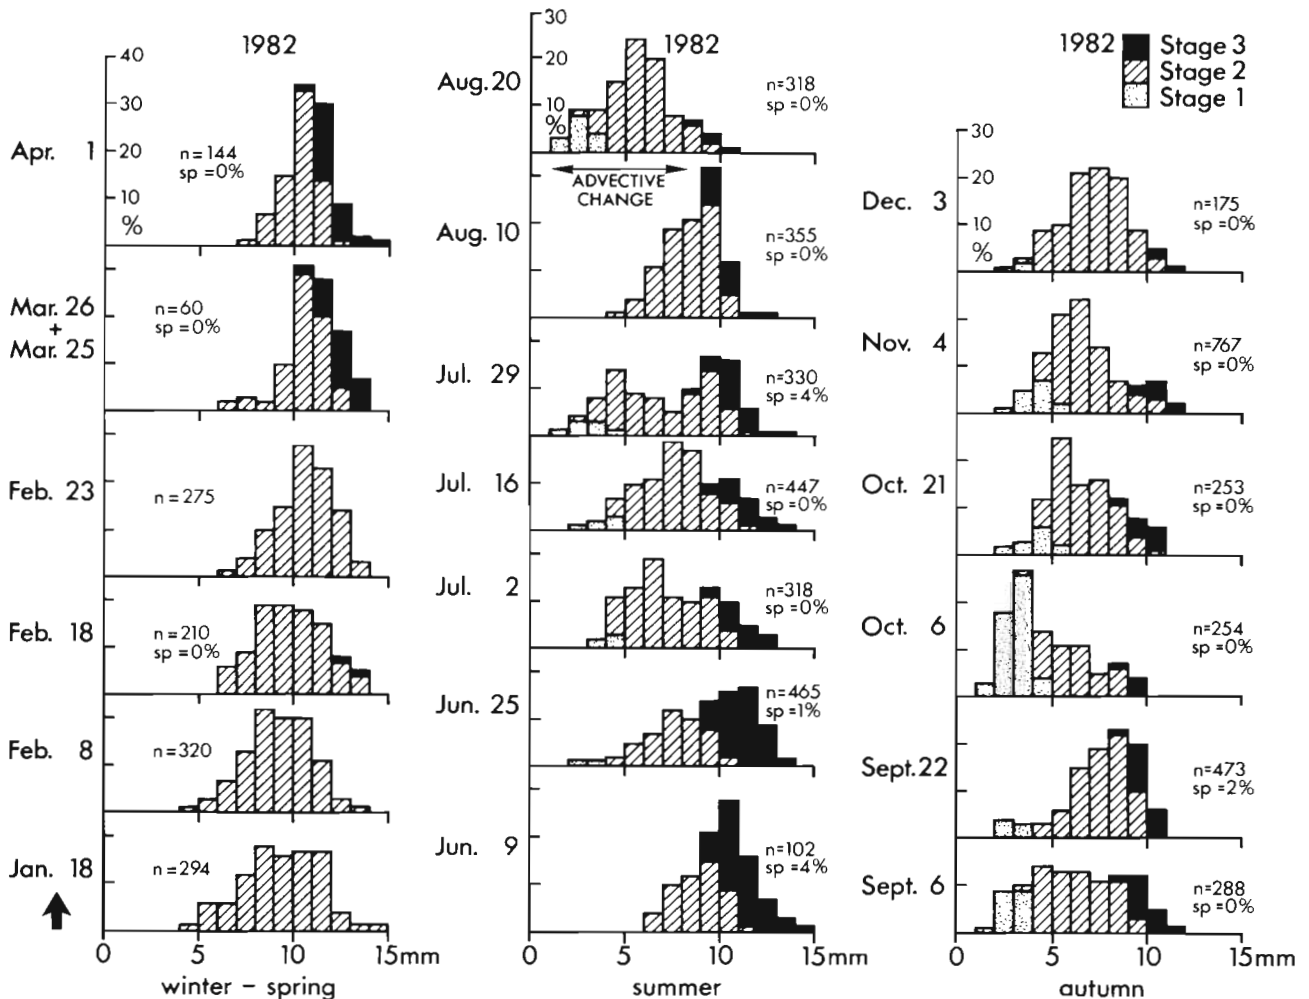 1982
40
30
20
10
%
Apr. 1
n=144
sp =0%
Mar. 26
+
Mar. 25
n=60
sp =0%
Feb. 23
n=275
Feb. 18
n=210
sp =0%
Feb. 8
n=320
Jan. 18
n=294
0 5 10 15mm
winter – spring
1982
30
20
10
%
Aug. 20
n=318
sp =0%
ADVECTIVE
CHANGE
Aug. 10
n=355
sp =0%
Jul. 29
n=330
sp =4%
Jul. 16
n=447
sp =0%
Jul. 2
n=318
sp =0%
Jun. 25
n=465
sp =1%
Jun. 9
n=102
sp =4%
0 5 10 15mm
summer
1982
Stage 3
Stage 2
Stage 1
30
20
10
%
Dec. 3
n=175
sp =0%
Nov. 4
n=767
sp =0%
Oct. 21
n=253
sp =0%
Oct. 6
n=254
sp =0%
Sept. 22
n=473
sp =2%
Sept. 6
n=288
sp =0%
0 5 10 15mm
autumn